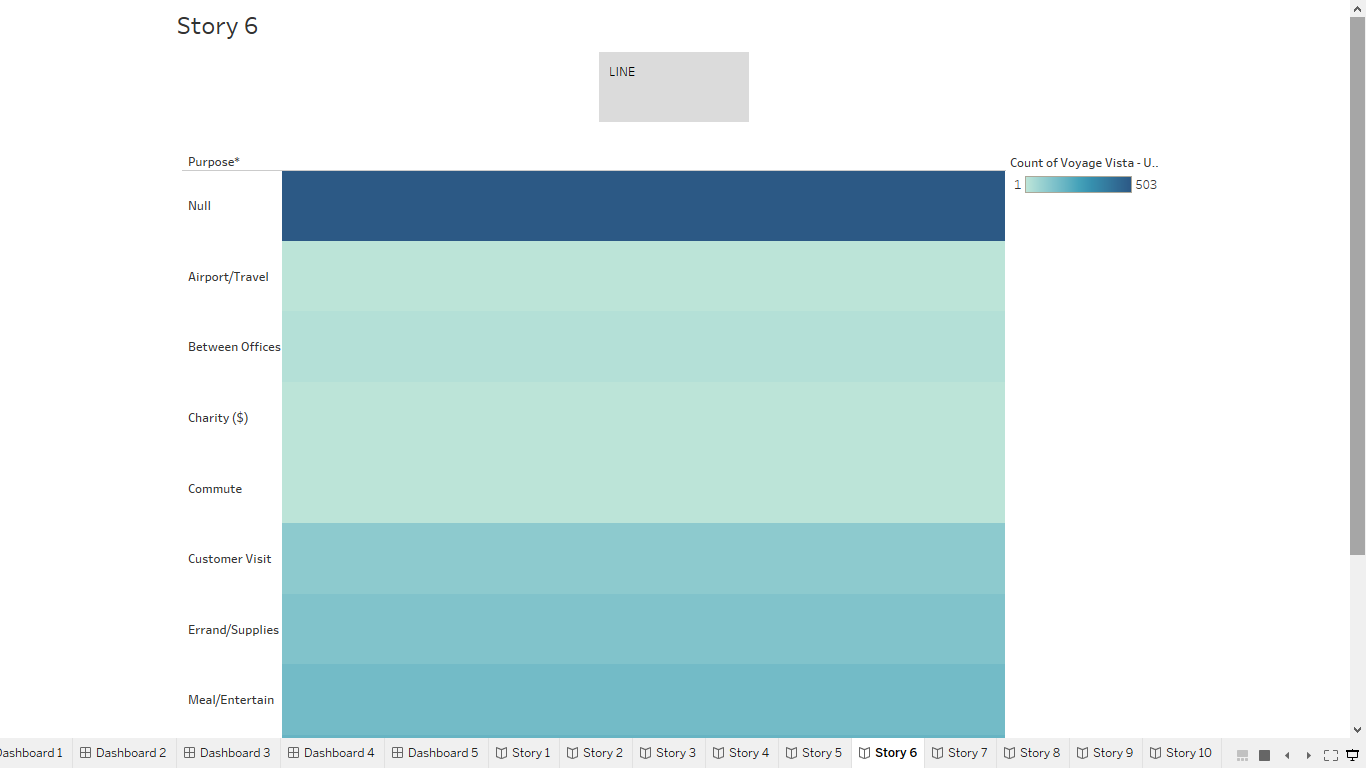 Story 6
LINE
Purpose*
Count of Voyage Vista - U..
1 503
Null
Airport/Travel
Between Offices
Charity ($)
Commute
Customer Visit
Errand/Supplies
Meal/Entertain
Dashboard 1 Dashboard 2 Dashboard 3 Dashboard 4 Dashboard 5 Story 1 Story 2 Story 3 Story 4 Story 5 Story 6 Story 7 Story 8 Story 9 Story 10